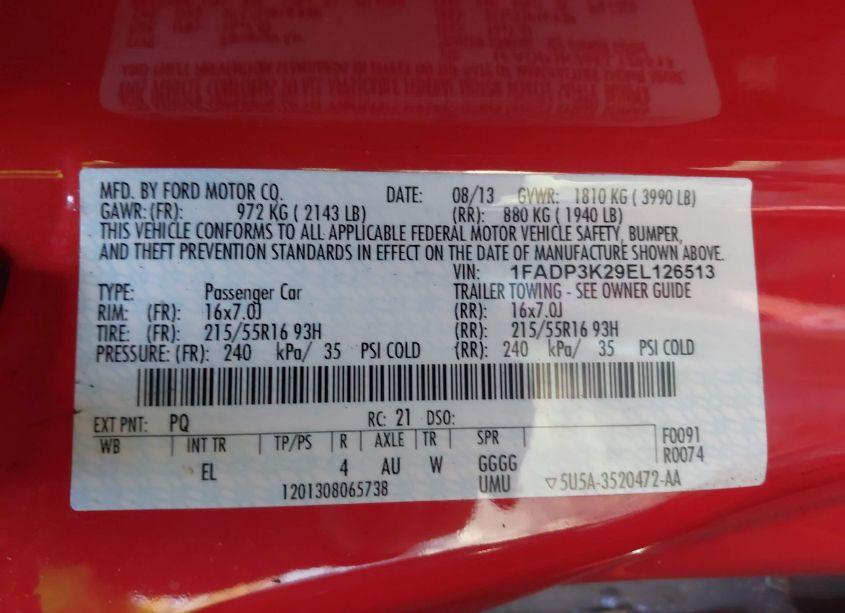 MFD. BY FORD MOTOR CO. DATE: 08/13 GVWR: 1810 KG ( 3990 LB)
GAWR: (FR): 972 KG ( 2143 LB) (RR): 880 KG ( 1940 LB)
THIS VEHICLE CONFORMS TO ALL APPLICABLE FEDERAL MOTOR VEHICLE SAFETY, BUMPER,
AND THEFT PREVENTION STANDARDS IN EFFECT ON THE DATE OF MANUFACTURE SHOWN ABOVE.
VIN: 1FADP3K29EL126513
TYPE: Passenger Car TRAILER TOWING - SEE OWNER GUIDE
RIM: (FR): 16x7.0J (RR): 16x7.0J
TIRE: (FR): 215/55R16 93H (RR): 215/55R16 93H
PRESSURE: (FR): 240 kPa/ 35 PSI COLD (RR): 240 kPa/ 35 PSI COLD
EXT PNT: PQ RC: 21 DSO:
WB INT TR TP/PS R AXLE TR SPR F0091
EL 4 AU W GGGG R0074
1201308065738 UMU ▽5U5A-3520472-AA